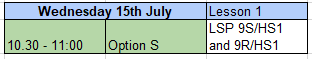 Wednesday 15th July Lesson 1
10.30 - 11:00 Option S LSP 9S/HS1
and 9R/HS1